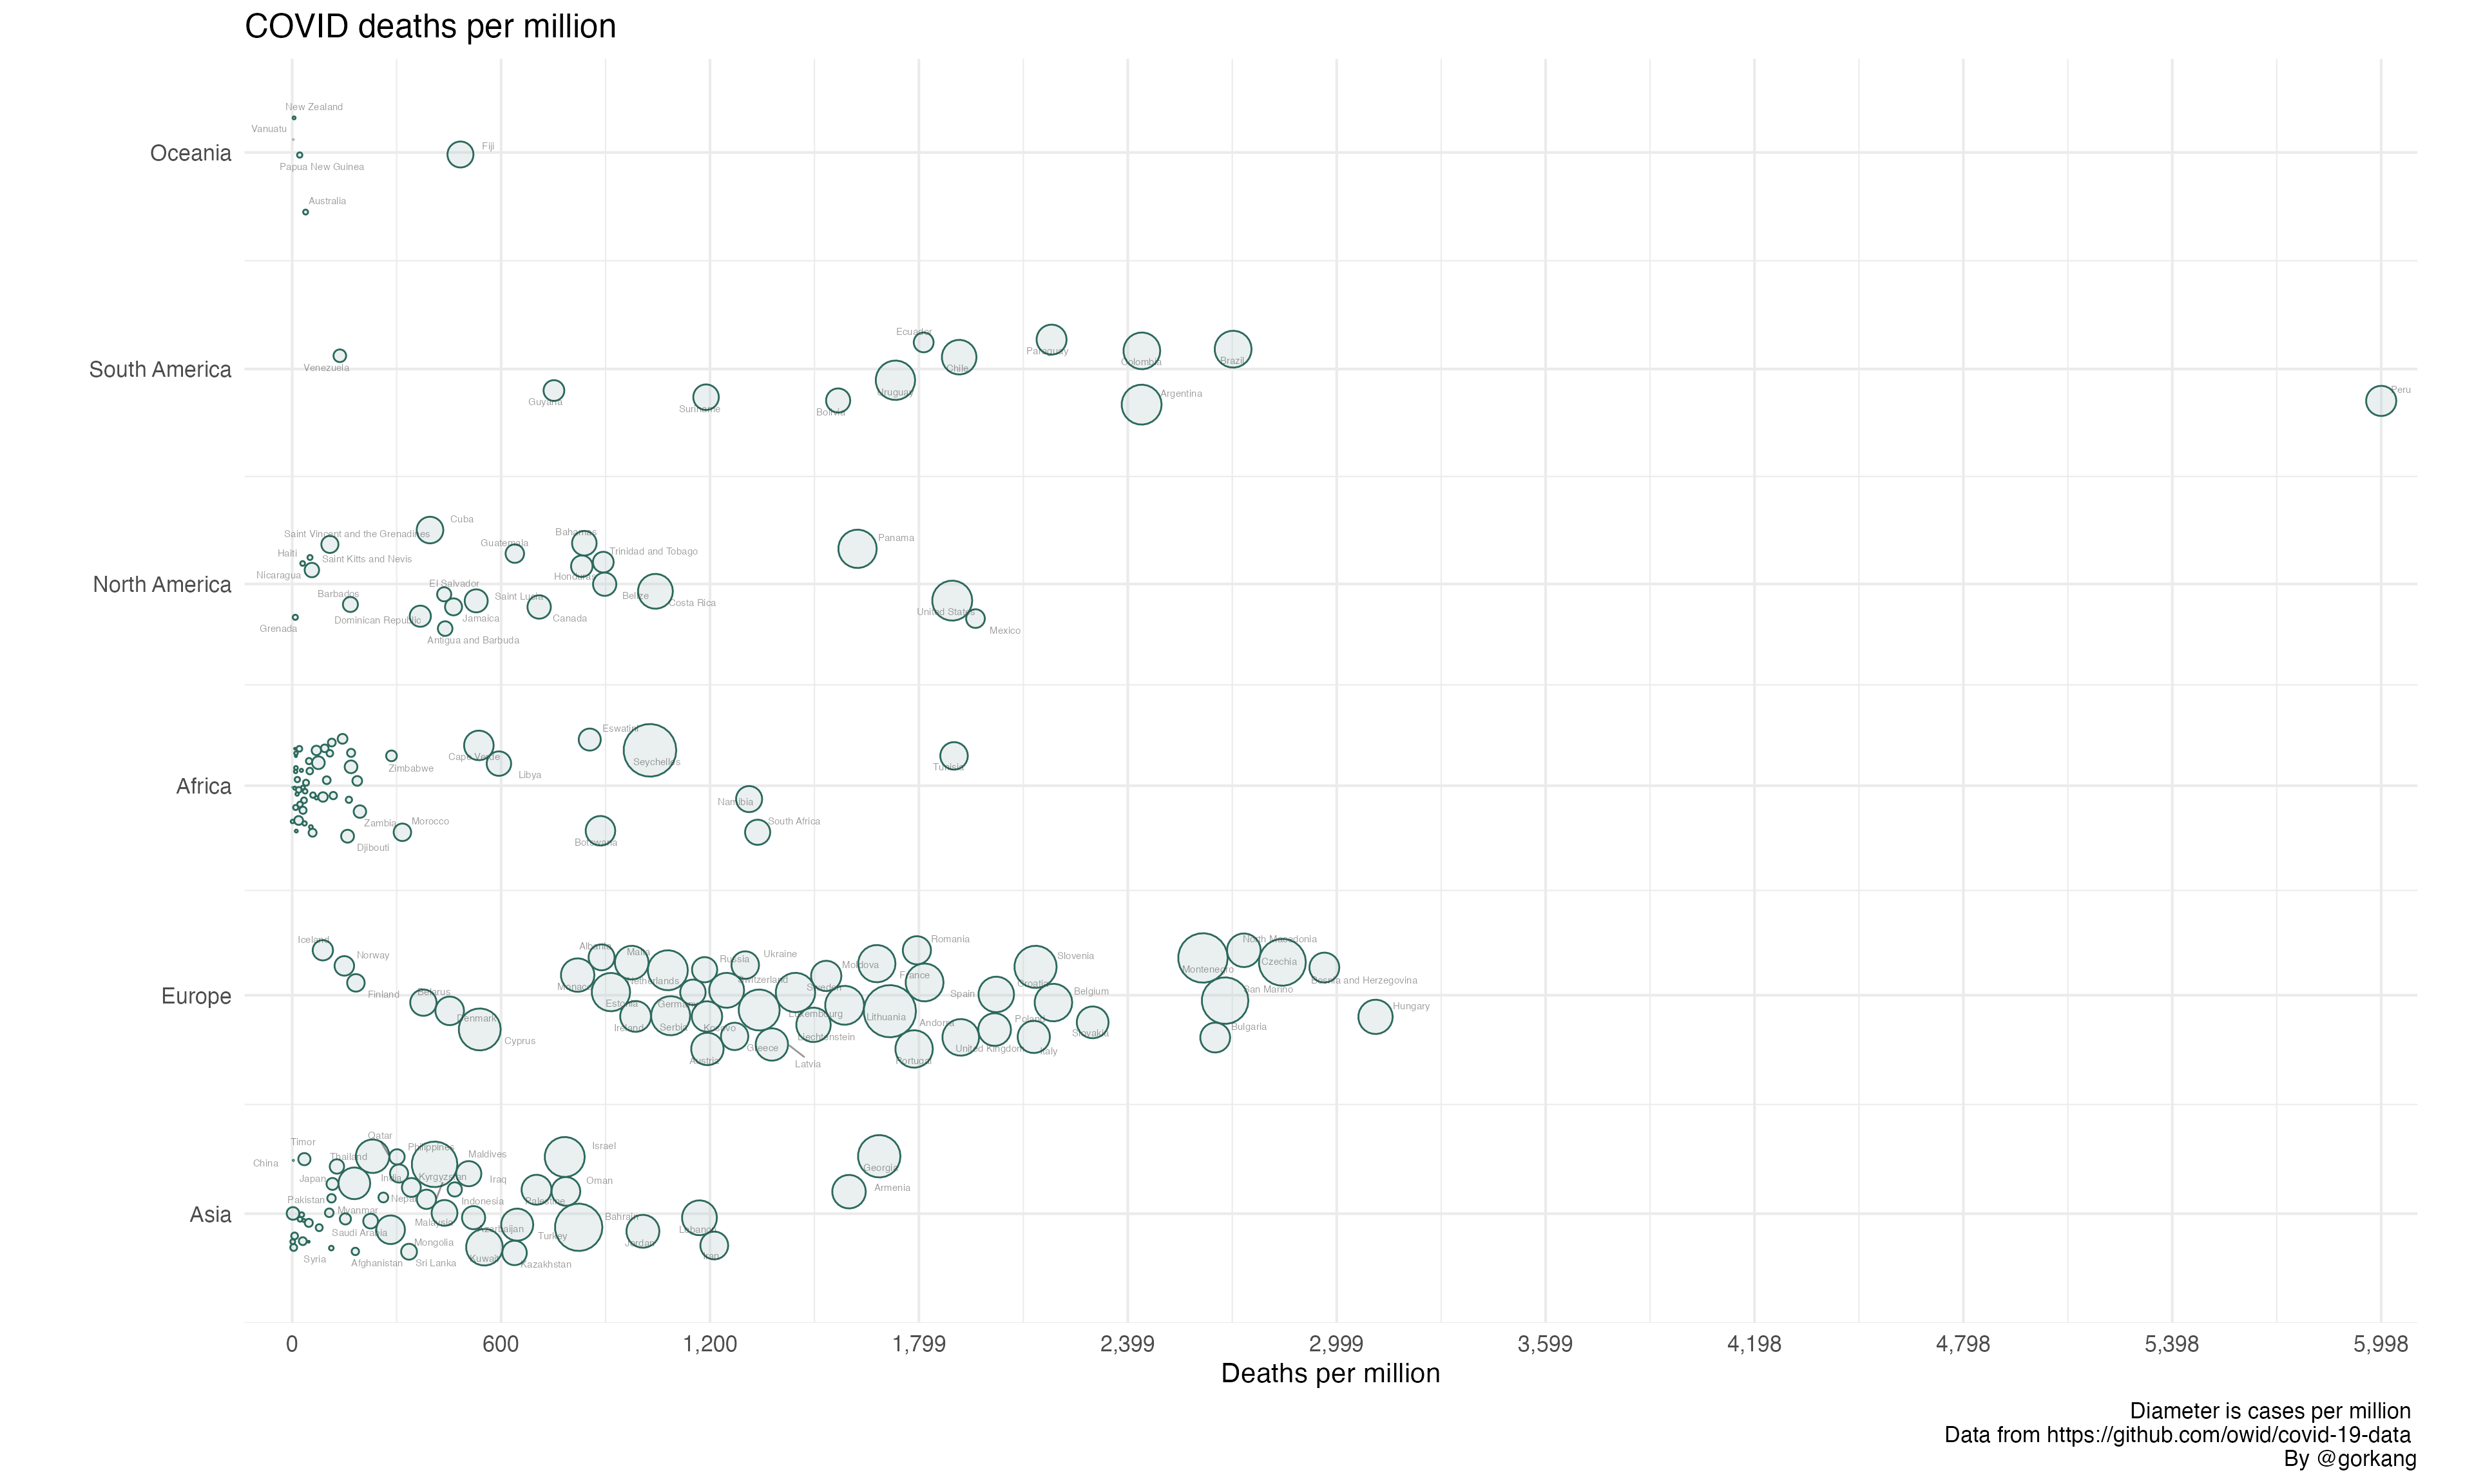 COVID deaths per million
New Zealand
Vanuatu
Oceania
Fiji
Papua New Guinea
Australia
Ecuador
Paraguay
Colombia
Brazil
Venezuela
Chile
South America
Uruguay
Argentina
Peru
Guyana
Suriname
Bolivia
Cuba
Saint Vincent and the Grenadines
Bahamas
Panama
Guatemala
Haiti
Trinidad and Tobago
Saint Kitts and Nevis
Nicaragua
Honduras
North America
El Salvador
Barbados
Saint Lucia
Belize
Costa Rica
United States
Dominican Republic
Jamaica
Canada
Grenada
Mexico
Antigua and Barbuda
Eswatini
Cape Verde
Seychelles
Tunisia
Zimbabwe
Libya
Africa
Namibia
Zambia
Morocco
South Africa
Botswana
Djibouti
Iceland
Norway
Albania
Malta
Ukraine
Romania
Slovenia
North Macedonia
Russia
Moldova
Montenegro
Czechia
France
Finland
Monaco
Netherlands
Switzerland
Sweden
Croatia
Bosnia and Herzegovina
Europe
Belarus
Spain
Belgium
San Marino
Estonia
Germany
Hungary
Denmark
Luxembourg
Lithuania
Andorra
Poland
Ireland
Serbia
Kosovo
Bulgaria
Slovakia
Cyprus
Liechtenstein
Greece
United Kingdom
Italy
Austria
Latvia
Portugal
Timor
Qatar
Philippines
Israel
China
Thailand
Maldives
Georgia
Japan
India
Kyrgyzstan
Iraq
Oman
Armenia
Pakistan
Nepal
Indonesia
Palestine
Asia
Myanmar
Malaysia
Bahrain
Saudi Arabia
Azerbaijan
Turkey
Lebanon
Mongolia
Jordan
Syria
Afghanistan
Sri Lanka
Kuwait
Kazakhstan
Iran
0 600 1,200 1,799 2,399 2,999 3,599 4,198 4,798 5,398 5,998
Deaths per million
Diameter is cases per million
Data from https://github.com/owid/covid-19-data
By @gorkang